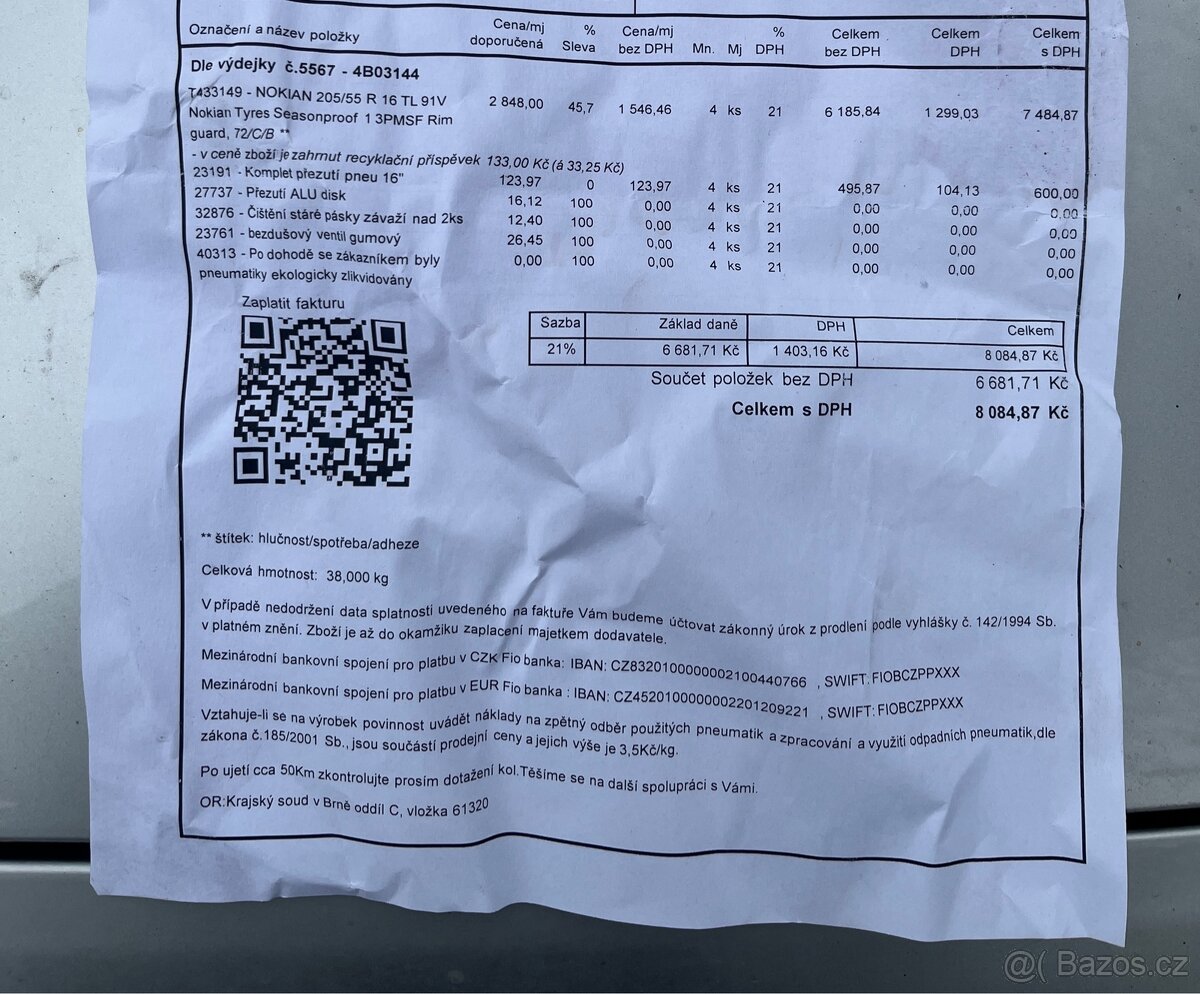 Označení a název položky Cena/mj doporučená % Sleva Cena/mj bez DPH Mn. Mj % DPH Celkem bez DPH Celkem DPH Celkem s DPH
Dle výdejky č.5567 - 4B03144
T433149 - NOKIAN 205/55 R 16 TL 91V 2 848,00 45,7 1 546,46 4 ks 21 6 185,84 1 299,03 7 484,87
Nokian Tyres Seasonproof 1 3PMSF Rim
guard, 72/C/B **
- v ceně zboží je zahrnut recyklační příspěvek 133,00 Kč (á 33,25 Kč)
23191 - Komplet přezutí pneu 16" 123,97 0 123,97 4 ks 21 495,87 104,13 600,00
27737 - Přezutí ALU disk 16,12 100 0,00 4 ks 21 0,00 0,00 0,00
32876 - Čištění stáré pásky závaží nad 2ks 12,40 100 0,00 4 ks 21 0,00 0,00 0,00
23761 - bezdušový ventil gumový 26,45 100 0,00 4 ks 21 0,00 0,00 0,00
40313 - Po dohodě se zákazníkem byly 0,00 100 0,00 4 ks 21 0,00 0,00 0,00
pneumatiky ekologicky zlikvidovány
Zaplatit fakturu
Sazba Základ daně DPH Celkem
21% 6 681,71 Kč 1 403,16 Kč 8 084,87 Kč
Součet položek bez DPH 6 681,71 Kč
Celkem s DPH 8 084,87 Kč
** štítek: hlučnost/spotřeba/adheze
Celková hmotnost: 38,000 kg
V případě nedodržení data splatnosti uvedeného na faktuře Vám budeme účtovat zákonný úrok z prodlení podle vyhlášky č. 142/1994 Sb.
v platném znění. Zboží je až do okamžiku zaplacení majetkem dodavatele.
Mezinárodní bankovní spojení pro platbu v CZK Fio banka: IBAN: CZ8320100000002100440766 , SWIFT: FIOBCZPPXXX
Mezinárodní bankovní spojení pro platbu v EUR Fio banka : IBAN: CZ4520100000002201209221 , SWIFT: FIOBCZPPXXX
Vztahuje-li se na výrobek povinnost uvádět náklady na zpětný odběr použitých pneumatik a zpracování a využití odpadních pneumatik,dle
zákona č.185/2001 Sb., jsou součástí prodejní ceny a jejich výše je 3,5Kč/kg.
Po ujetí cca 50Km zkontrolujte prosím dotažení kol.Těšíme se na další spolupráci s Vámi.
OR:Krajský soud v Brně oddíl C, vložka 61320
@( Bazos.cz